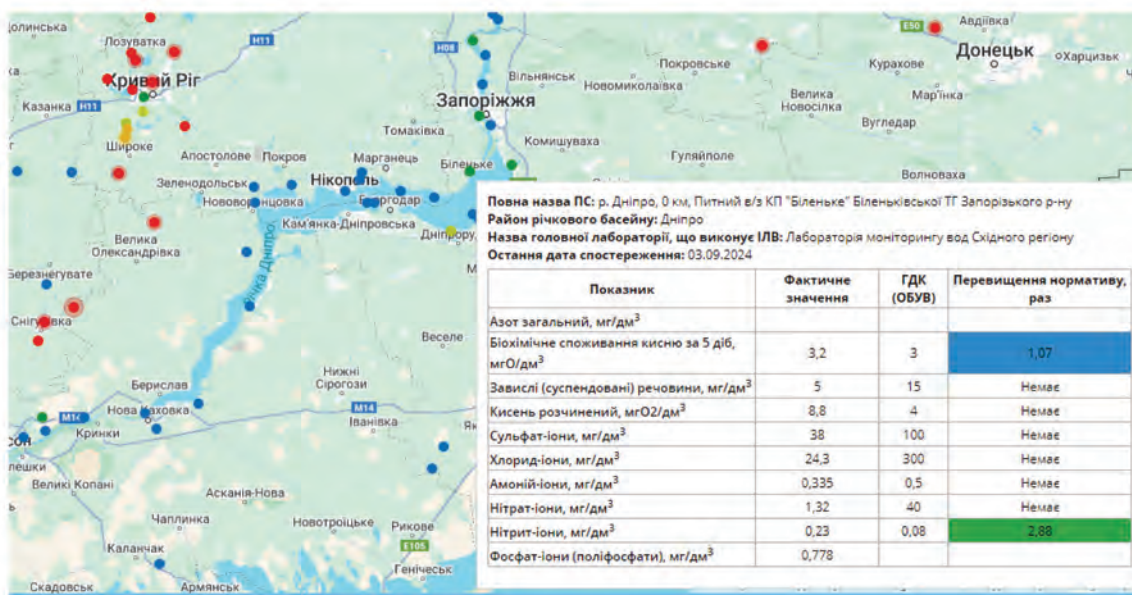 Долинська
Лозуватка
Кривий Ріг
Казанка
H11
H11
Широке
Апостолове
Покров
Зеленодольськ
Нововоронцовка
Велика Олександрівка
Березнегувате
Снігурівка
H08
Запоріжжя
Вільнянськ
Новомиколаївка
Томаківка
Комишуваха
Марганець
Біленьке
Нікополь
Енергодар
Кам'янка-Дніпровська
Покровське
Гуляйполе
Велика Новосілка
E50
Авдіївка
Донецьк
Харцизьк
Курахове
Мар'їнка
Вугледар
Волноваха
Веселе
Нижні Сірогози
Берислав
Нова Каховка
M14
M14
Іванівка
Кринки
Великі Копані
Асканія-Нова
Чаплинка
Новотроїцьке
Рикове
E105
Каланчак
Генічеськ
Скадовськ
Армянськ
Повна назва ПС: р. Дніпро, 0 км, Питний в/з КП "Біленьке" Біленьківської ТГ Запорізького р-ну
Район річкового басейну: Дніпро
Назва головної лабораторії, що виконує ІЛВ: Лабораторія моніторингу вод Східного регіону
Остання дата спостереження: 03.09.2024
Показник Фактичне значення ГДК (ОБУВ) Перевищення нормативу, раз
Азот загальний, мг/дм³
Біохімічне споживання кисню за 5 діб, мгО/дм³ 3,2 3 1,07
Завислі (суспендовані) речовини, мг/дм³ 5 15 Немає
Кисень розчинений, мгО2/дм³ 8,8 4 Немає
Сульфат-іони, мг/дм³ 38 100 Немає
Хлорид-іони, мг/дм³ 24,3 300 Немає
Амоній-іони, мг/дм³ 0,335 0,5 Немає
Нітрат-іони, мг/дм³ 1,32 40 Немає
Нітрит-іони, мг/дм³ 0,23 0,08 2,88
Фосфат-іони (поліфосфати), мг/дм³ 0,778